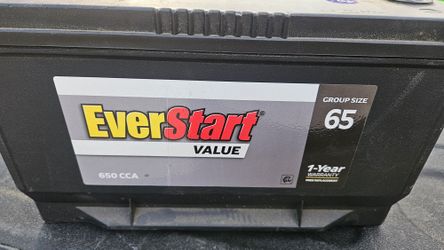 GROUP SIZE
65
EverStart
VALUE
650 CCA
1-Year
WARRANTY